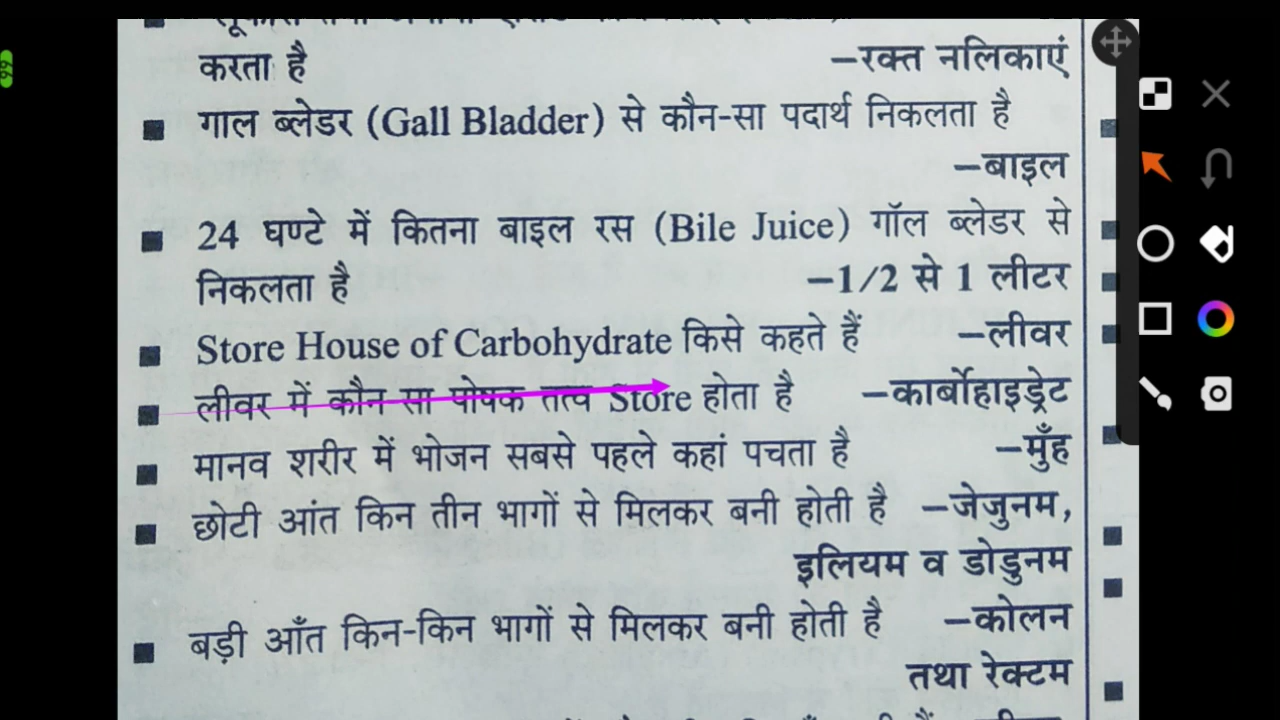 करता है –रक्त नलिकाएं
गाल ब्लेडर (Gall Bladder) से कौन-सा पदार्थ निकलता है
–बाइल
24 घण्टे में कितना बाइल रस (Bile Juice) गॉल ब्लेडर से
निकलता है –1/2 से 1 लीटर
Store House of Carbohydrate किसे कहते हैं –लीवर
लीवर में कौन-सा पोषक तत्व Store होता है –कार्बोहाइड्रेट
मानव शरीर में भोजन सबसे पहले कहां पचता है –मुँह
छोटी आंत किन तीन भागों से मिलकर बनी होती है –जेजुनम,
इलियम व डोडुनम
बड़ी आँत किन-किन भागों से मिलकर बनी होती है –कोलन
तथा रेक्टम